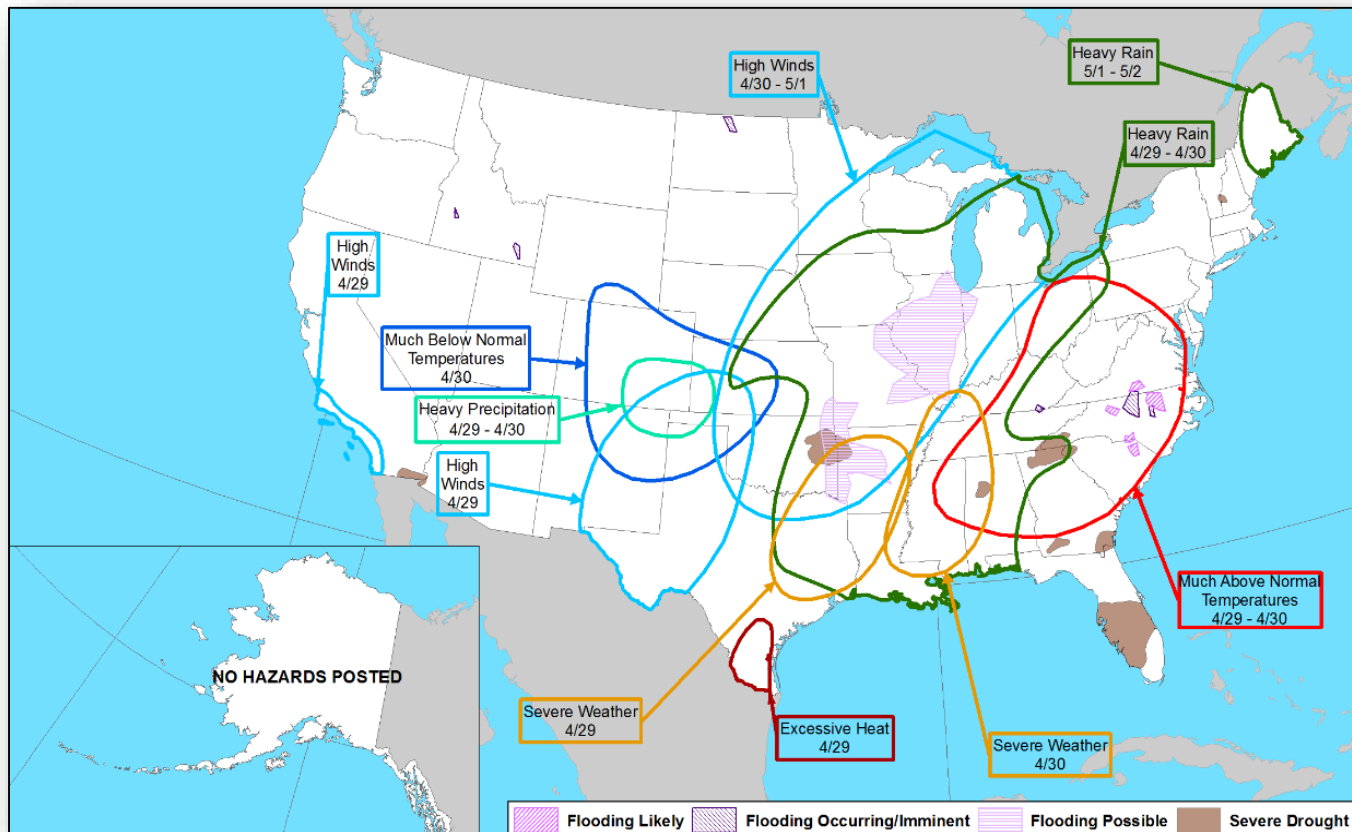 High Winds
4/30 - 5/1
Heavy Rain
5/1 - 5/2
Heavy Rain
4/29 - 4/30
High
Winds
4/29
Much Below Normal
Temperatures
4/30
Heavy Precipitation
4/29 - 4/30
High
Winds
4/29
NO HAZARDS POSTED
Much Above Normal
Temperatures
4/29 - 4/30
Severe Weather
4/29
Excessive Heat
4/29
Severe Weather
4/30
Flooding Likely
Flooding Occurring/Imminent
Flooding Possible
Severe Drought